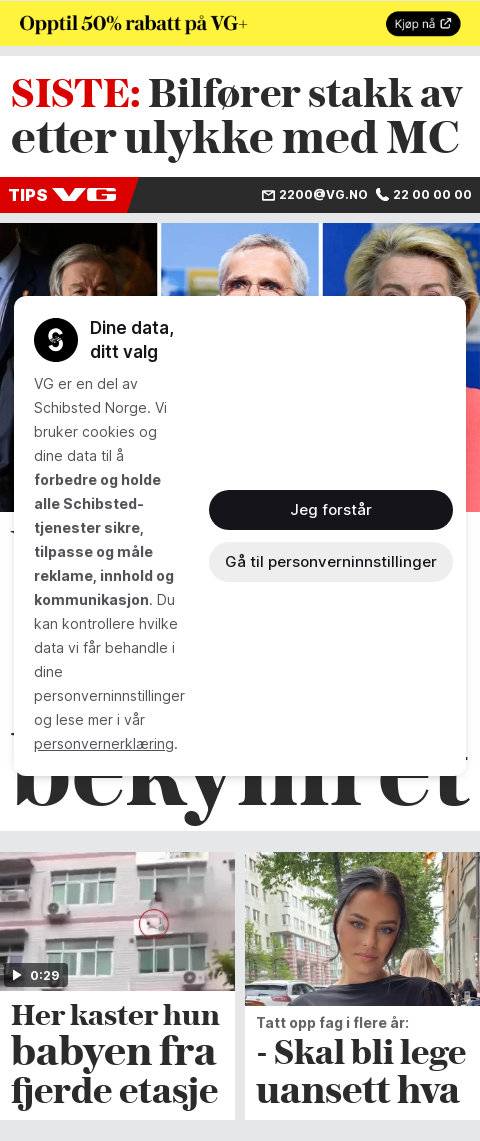 Opptil 50% rabatt på VG+
Kjøp nå
SISTE: Bilfører stakk av
etter ulykke med MC
TIPS VG
2200@VG.NO
22 00 00 00
Dine data,
ditt valg
VG er en del av
Schibsted Norge. Vi
bruker cookies og
dine data til å
forbedre og holde
alle Schibsted-
tjenester sikre,
tilpasse og måle
reklame, innhold og
kommunikasjon. Du
kan kontrollere hvilke
data vi får behandle i
dine
personverninnstillinger
og lese mer i vår
personvernerklæring.
Jeg forstår
Gå til personverninnstillinger
bekymret
0:29
Her kaster hun
babyen fra
fjerde etasje
Tatt opp fag i flere år:
- Skal bli lege
uansett hva